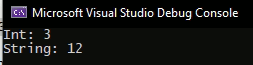 Microsoft Visual Studio Debug Console
Int: 3
String: 12